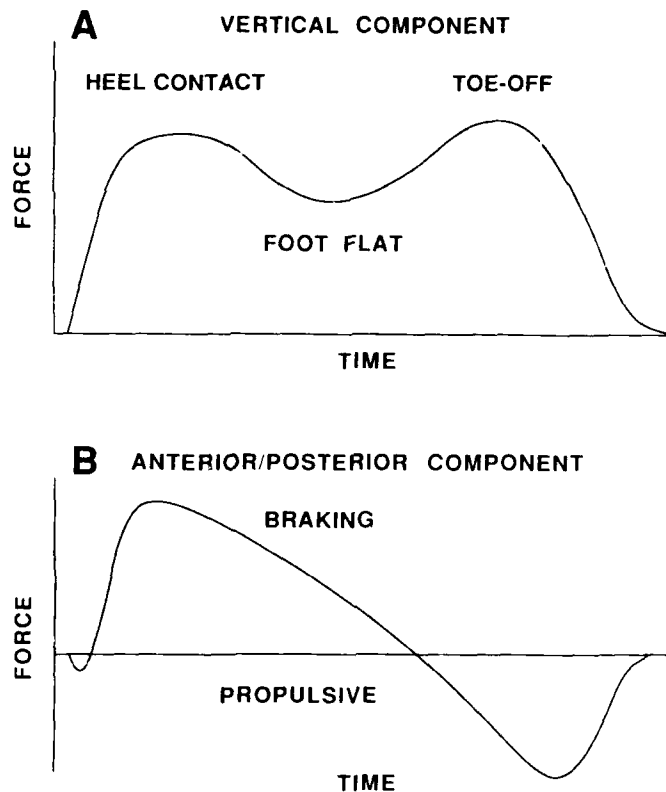 A VERTICAL COMPONENT
HEEL CONTACT TOE-OFF
FORCE
FOOT FLAT
TIME
B ANTERIOR/POSTERIOR COMPONENT
BRAKING
FORCE
PROPULSIVE
TIME